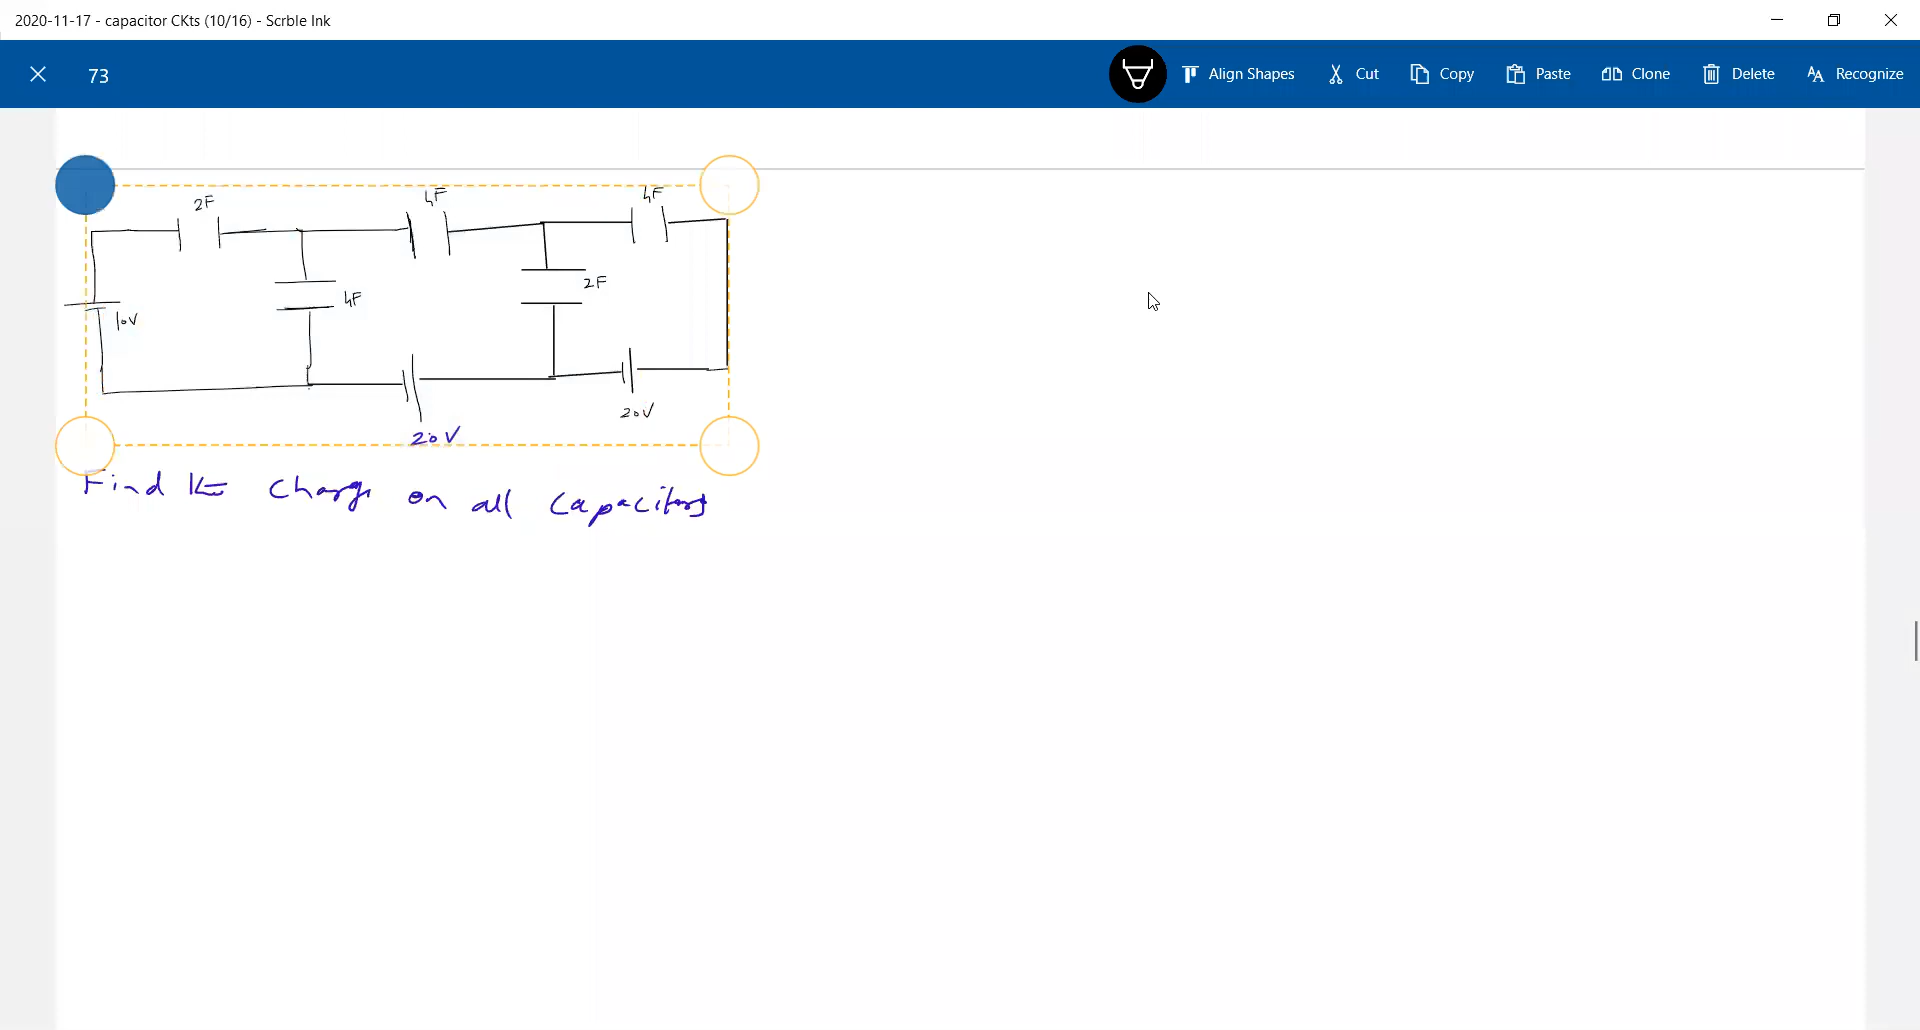 2020-11-17 - capacitor CKts (10/16) - Scrble Ink
73
Align Shapes
Cut
Copy
Paste
Clone
Delete
Recognize
2F
4F
4F
10V
4F
2F
20V
20V
Find the charge on all capacitors